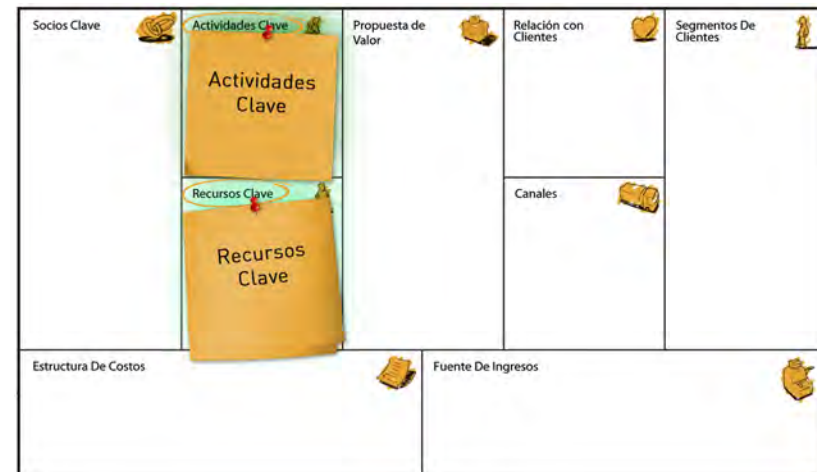 Socios Clave
Actividades Clave
Actividades
Clave
Recursos Clave
Recursos
Clave
Propuesta de
Valor
Relación con
Clientes
Canales
Segmentos De
Clientes
Estructura De Costos
Fuente De Ingresos